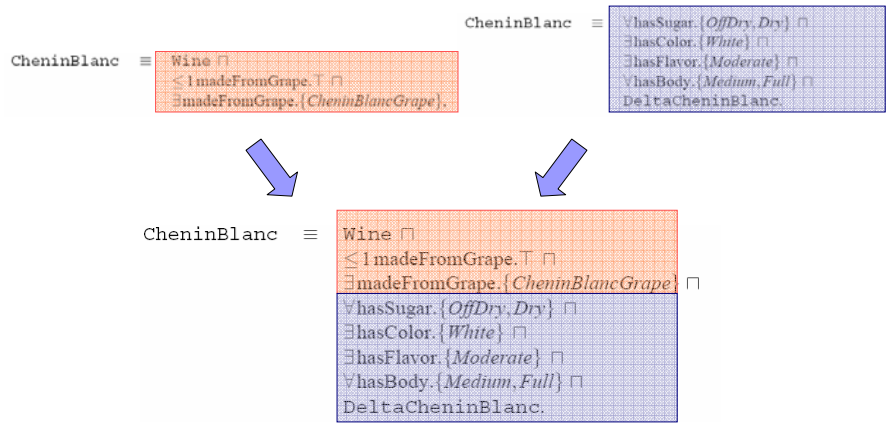 CheninBlanc ≡ Wine ⊓
≤ 1 madeFromGrape.⊤ ⊓
∃madeFromGrape.{CheninBlancGrape}.
CheninBlanc ≡ ∀hasSugar.{OffDry, Dry} ⊓
∃hasColor.{White} ⊓
∃hasFlavor.{Moderate} ⊓
∀hasBody.{Medium, Full} ⊓
DeltaCheninBlanc.
CheninBlanc ≡ Wine ⊓
≤ 1 madeFromGrape.⊤ ⊓
∃madeFromGrape.{CheninBlancGrape} ⊓
∀hasSugar.{OffDry, Dry} ⊓
∃hasColor.{White} ⊓
∃hasFlavor.{Moderate} ⊓
∀hasBody.{Medium, Full} ⊓
DeltaCheninBlanc.